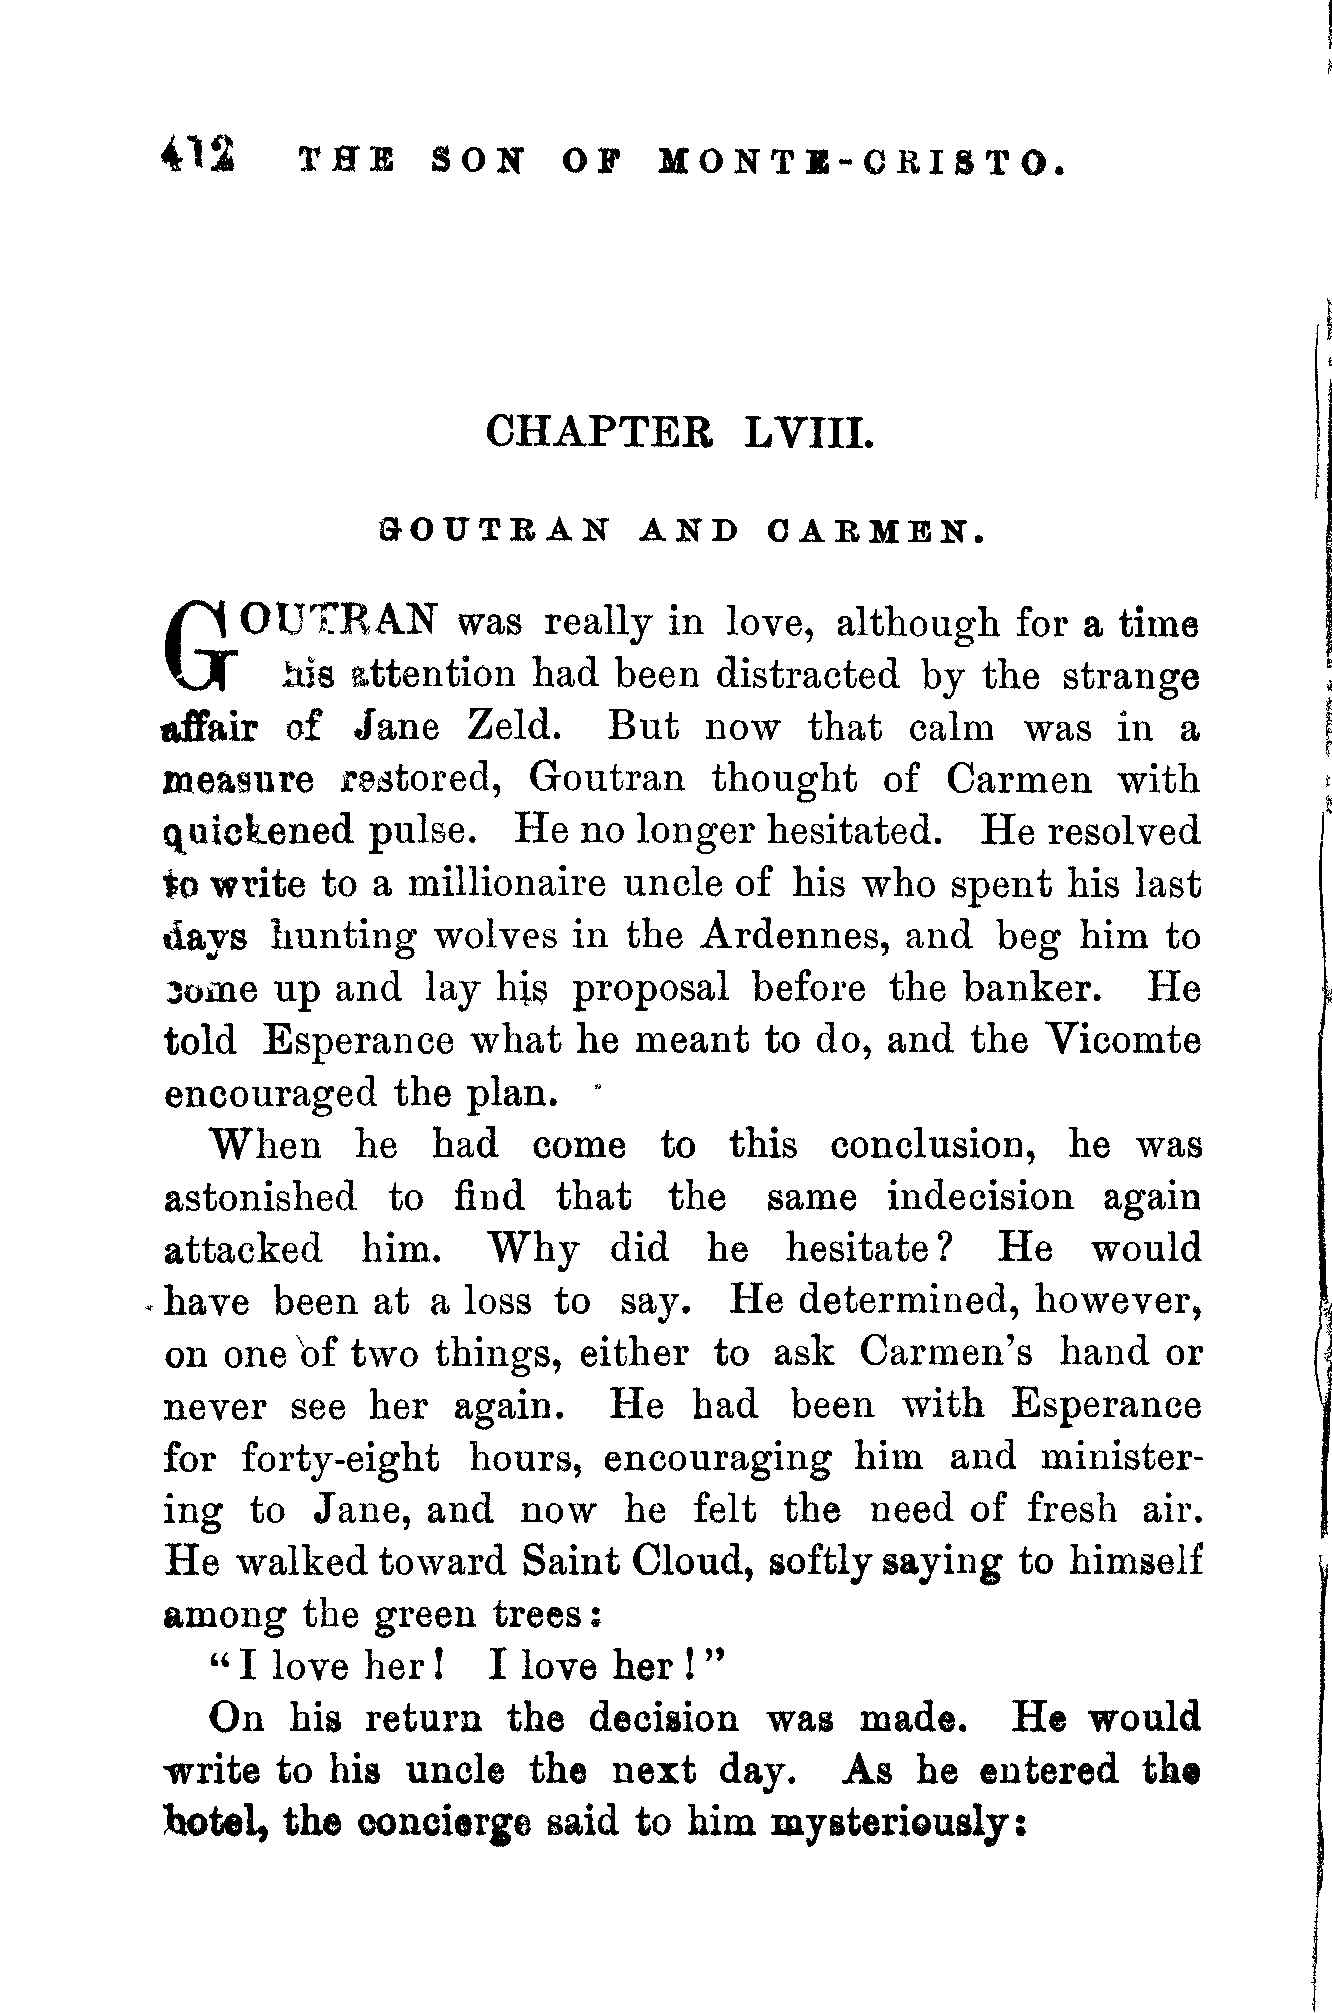 412 THE SON OF MONTE-CRISTO.
CHAPTER LVIII.
GOUTRAN AND CARMEN.
GOUTRAN was really in love, although for a time
his attention had been distracted by the strange
affair of Jane Zeld. But now that calm was in a
measure restored, Goutran thought of Carmen with
quickened pulse. He no longer hesitated. He resolved
to write to a millionaire uncle of his who spent his last
days hunting wolves in the Ardennes, and beg him to
come up and lay his proposal before the banker. He
told Esperance what he meant to do, and the Vicomte
encouraged the plan.
When he had come to this conclusion, he was
astonished to find that the same indecision again
attacked him. Why did he hesitate? He would
have been at a loss to say. He determined, however,
on one of two things, either to ask Carmen's hand or
never see her again. He had been with Esperance
for forty-eight hours, encouraging him and minister-
ing to Jane, and now he felt the need of fresh air.
He walked toward Saint Cloud, softly saying to himself
among the green trees:
"I love her! I love her!"
On his return the decision was made. He would
write to his uncle the next day. As he entered the
hotel, the concierge said to him mysteriously: